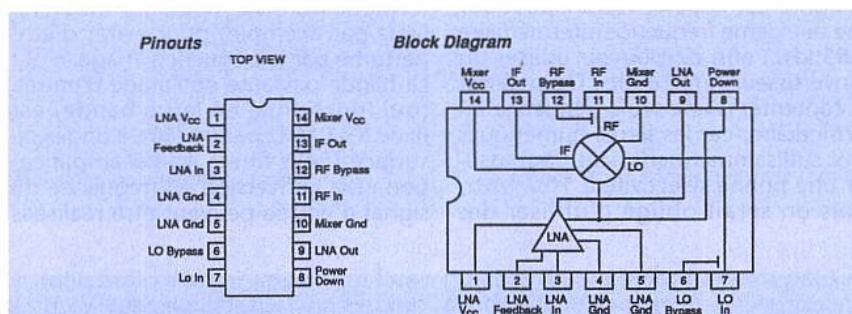 Pinouts
TOP VIEW
LNA VCC 1
LNA Feedback 2
LNA In 3
LNA Gnd 4
LNA Gnd 5
LO Bypass 6
Lo In 7
14 Mixer VCC
13 IF Out
12 RF Bypass
11 RF In
10 Mixer Gnd
9 LNA Out
8 Power Down
Block Diagram
Mixer VCC
IF Out
RF Bypass
RF In
Mixer Gnd
LNA Out
Power Down
14 13 12 11 10 9 8
RF
IF
LO
LNA
1 2 3 4 5 6 7
LNA VCC
LNA Feedback
LNA In
LNA Gnd
LNA Gnd
LO Bypass
LO In